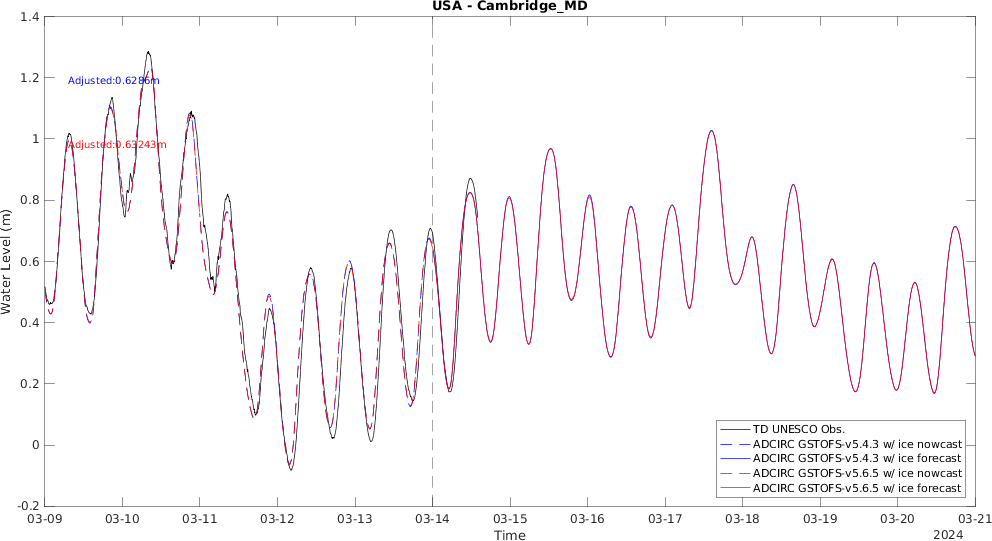 USA - Cambridge_MD
1.4
1.2
1
0.8
0.6
0.4
0.2
0
-0.2
Water Level (m)
Adjusted:0.6286m
Adjusted:0.63243m
TD UNESCO Obs.
ADCIRC GSTOFS-v5.4.3 w/ ice nowcast
ADCIRC GSTOFS-v5.4.3 w/ ice forecast
ADCIRC GSTOFS-v5.6.5 w/ ice nowcast
ADCIRC GSTOFS-v5.6.5 w/ ice forecast
03-09 03-10 03-11 03-12 03-13 03-14 03-15 03-16 03-17 03-18 03-19 03-20 03-21
Time
2024